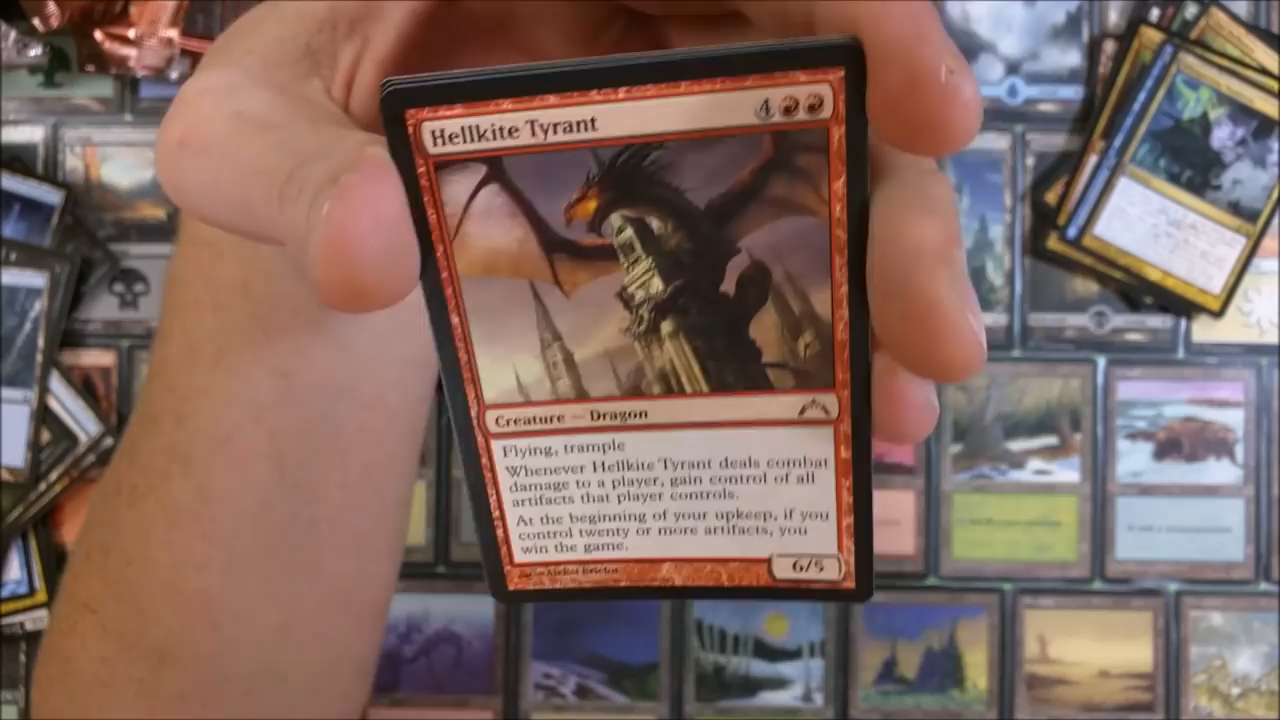 Hellkite Tyrant 4
Creature — Dragon
Flying, trample
Whenever Hellkite Tyrant deals combat
damage to a player, gain control of all
artifacts that player controls.
At the beginning of your upkeep, if you
control twenty or more artifacts, you
win the game.
6/5